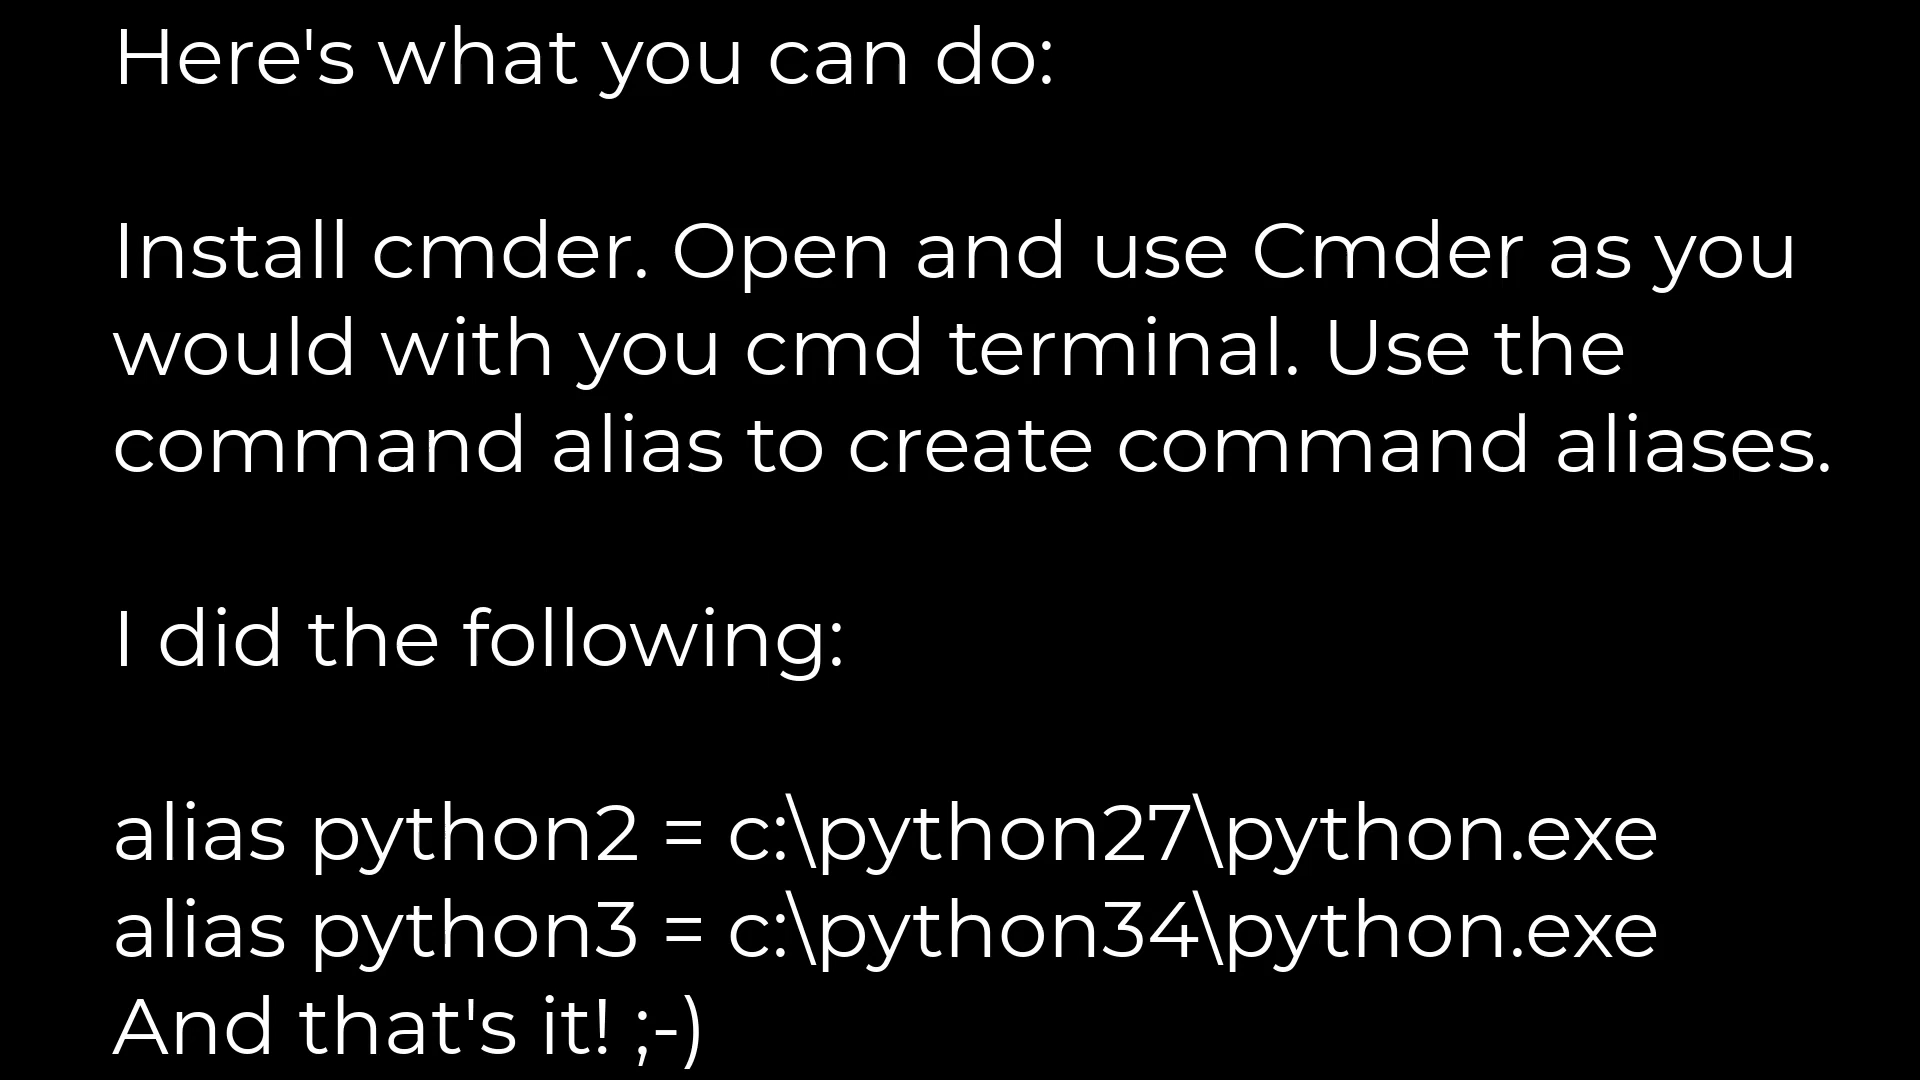 Here's what you can do:
Install cmder. Open and use Cmder as you
would with you cmd terminal. Use the
command alias to create command aliases.
I did the following:
alias python2 = c:\python27\python.exe
alias python3 = c:\python34\python.exe
And that's it! ;-)